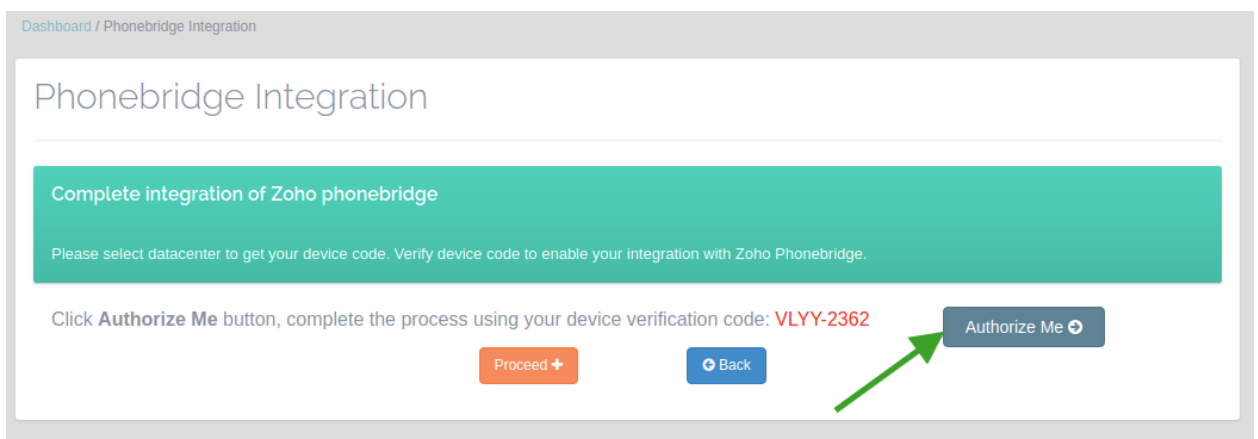 Dashboard / Phonebridge Integration
Phonebridge Integration
Complete integration of Zoho phonebridge
Please select datacenter to get your device code. Verify device code to enable your integration with Zoho Phonebridge.
Click Authorize Me button, complete the process using your device verification code: VLYY-2362
Authorize Me
Proceed
Back